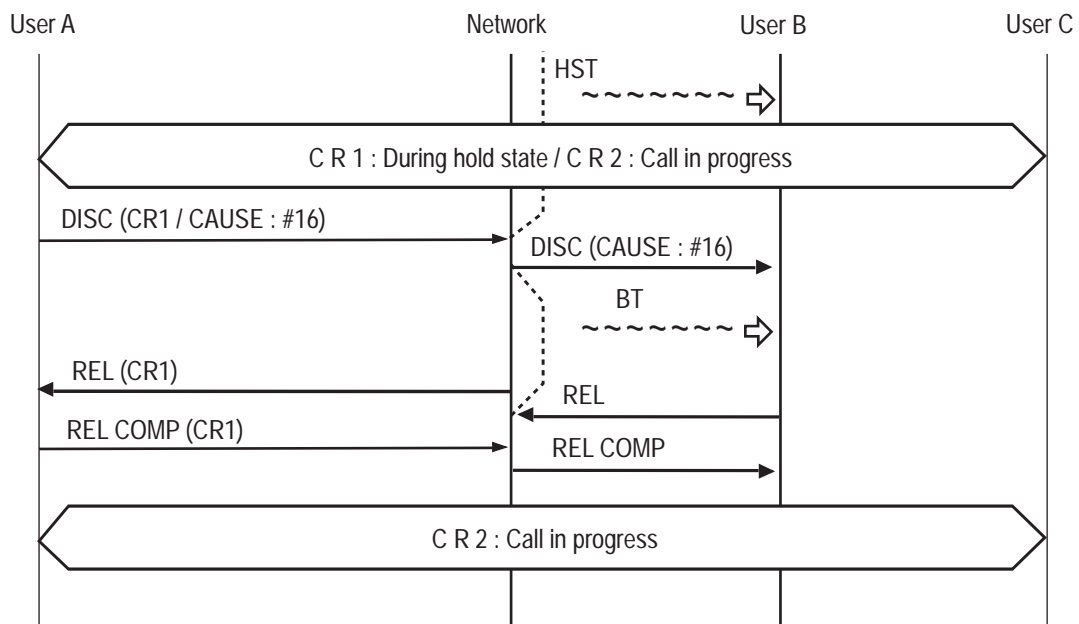 User A
Network
User B
User C
HST
C R 1 : During hold state / C R 2 : Call in progress
DISC (CR1 / CAUSE : #16)
DISC (CAUSE : #16)
BT
REL (CR1)
REL
REL COMP (CR1)
REL COMP
C R 2 : Call in progress